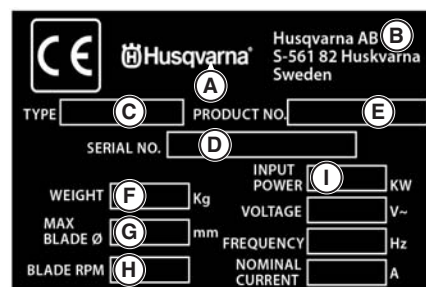 CE
Husqvarna®
A
Husqvarna AB
B
S-561 82 Huskvarna
Sweden
TYPE C PRODUCT NO. E
SERIAL NO. D
WEIGHT F Kg
MAX
BLADE Ø G mm
BLADE RPM H
INPUT
POWER I KW
VOLTAGE V~
FREQUENCY Hz
NOMINAL
CURRENT A